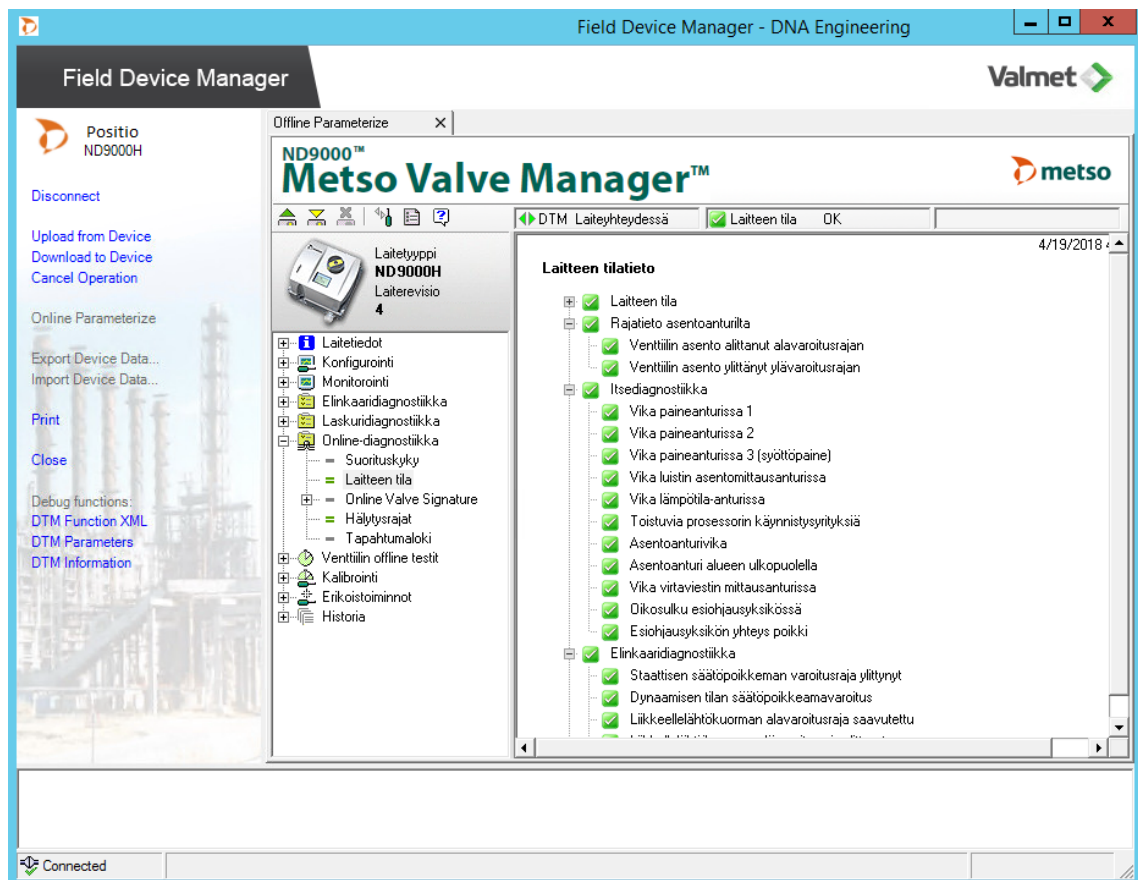 Field Device Manager - DNA Engineering
Field Device Manager
Valmet
Positio
ND9000H
Disconnect
Upload from Device
Download to Device
Cancel Operation
Online Parameterize
Export Device Data...
Import Device Data...
Print
Close
Debug functions:
DTM Function XML
DTM Parameters
DTM Information
Offline Parameterize
ND9000™
Metso Valve Manager™
metso
DTM Laiteyhteydessä
Laitteen tila OK
Laitetyyppi
ND9000H
Laiterevisio
4
Laitetiedot
Konfigurointi
Monitorointi
Elinkaaridiagnostiikka
Laskuridiagnostiikka
Online-diagnostiikka
Suorituskyky
Laitteen tila
Online Valve Signature
Hälytysrajat
Tapahtumaloki
Venttiilin offline testit
Kalibrointi
Erikoistoiminnot
Historia
4/19/2018
Laitteen tilatieto
Laitteen tila
Rajatieto asentoanturilta
Venttiilin asento alittanut alavaroitusrajan
Venttiilin asento ylittänyt ylävaroitusrajan
Itsediagnostiikka
Vika paineanturissa 1
Vika paineanturissa 2
Vika paineanturissa 3 (syöttöpaine)
Vika luistin asentomittausanturissa
Vika lämpötila-anturissa
Toistuvia prosessorin käynnistysyrityksiä
Asentoanturivika
Asentoanturi alueen ulkopuolella
Vika virtaviestin mittausanturissa
Oikosulku esiohjausyksikössä
Esiohjausyksikön yhteys poikki
Elinkaaridiagnostiikka
Staattisen säätöpoikkeman varoitusraja ylittynyt
Dynaamisen tilan säätöpoikkeamavaroitus
Liikkeellelähtökuorman alavaroitusraja saavutettu
Connected